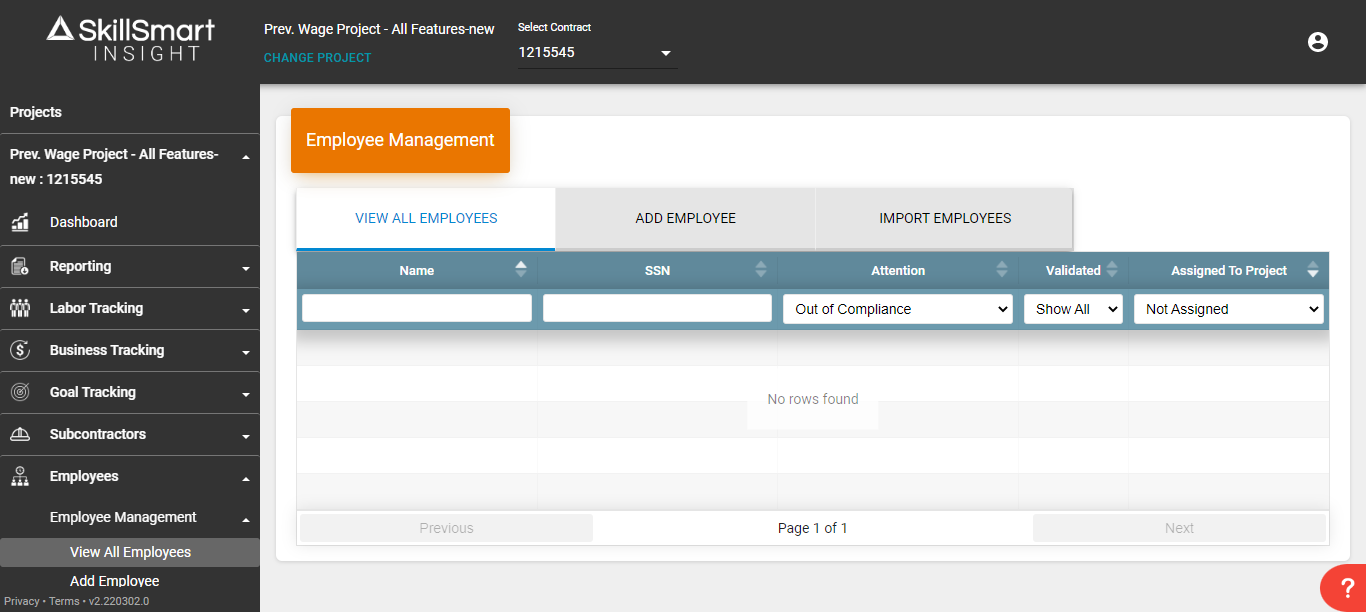 SkillSmart
INSIGHT
Prev. Wage Project - All Features-new
CHANGE PROJECT
Select Contract
1215545
Projects
Prev. Wage Project - All Features-
new : 1215545
Dashboard
Reporting
Labor Tracking
Business Tracking
Goal Tracking
Subcontractors
Employees
Employee Management
View All Employees
Add Employee
Privacy • Terms • v2.220302.0
Employee Management
VIEW ALL EMPLOYEES
ADD EMPLOYEE
IMPORT EMPLOYEES
Name
SSN
Attention
Validated
Assigned To Project
Out of Compliance
Show All
Not Assigned
No rows found
Previous
Page 1 of 1
Next
?